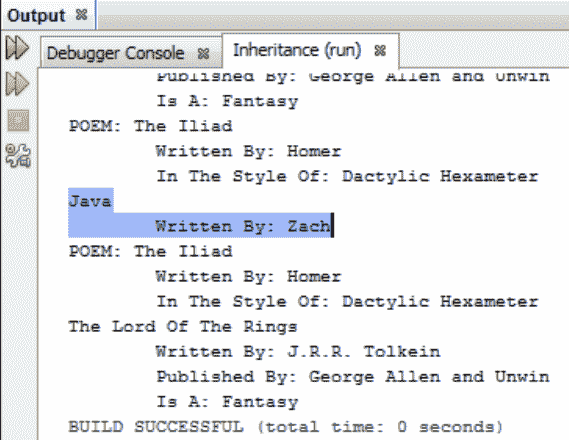 Output
Debugger Console
Inheritance (run)
Published By: George Allen and Unwin
Is A: Fantasy
POEM: The Iliad
Written By: Homer
In The Style Of: Dactylic Hexameter
Java
Written By: Zach
POEM: The Iliad
Written By: Homer
In The Style Of: Dactylic Hexameter
The Lord Of The Rings
Written By: J.R.R. Tolkein
Published By: George Allen and Unwin
Is A: Fantasy
BUILD SUCCESSFUL (total time: 0 seconds)